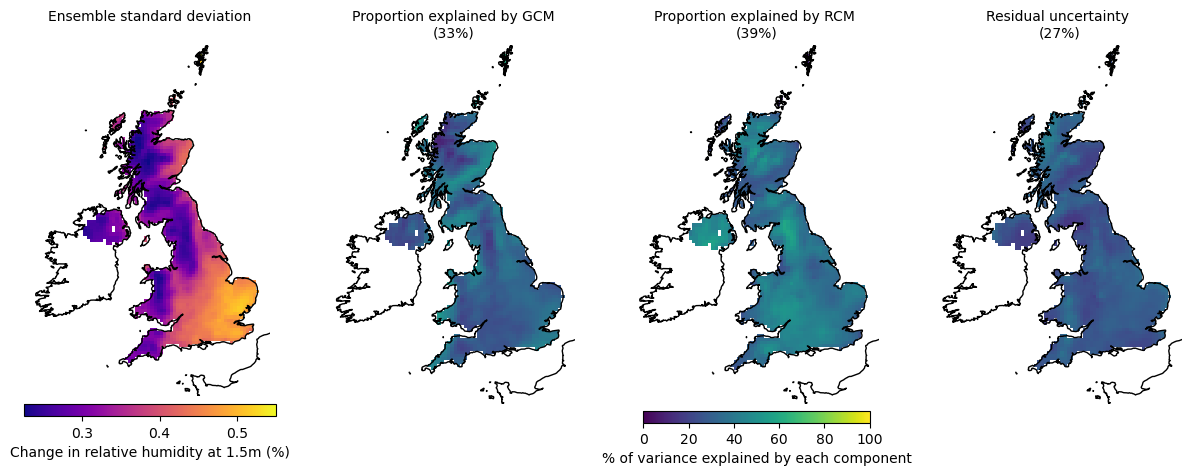 Ensemble standard deviation
Proportion explained by GCM
(33%)
Proportion explained by RCM
(39%)
Residual uncertainty
(27%)
0.3 0.4 0.5
Change in relative humidity at 1.5m (%)
0 20 40 60 80 100
% of variance explained by each component